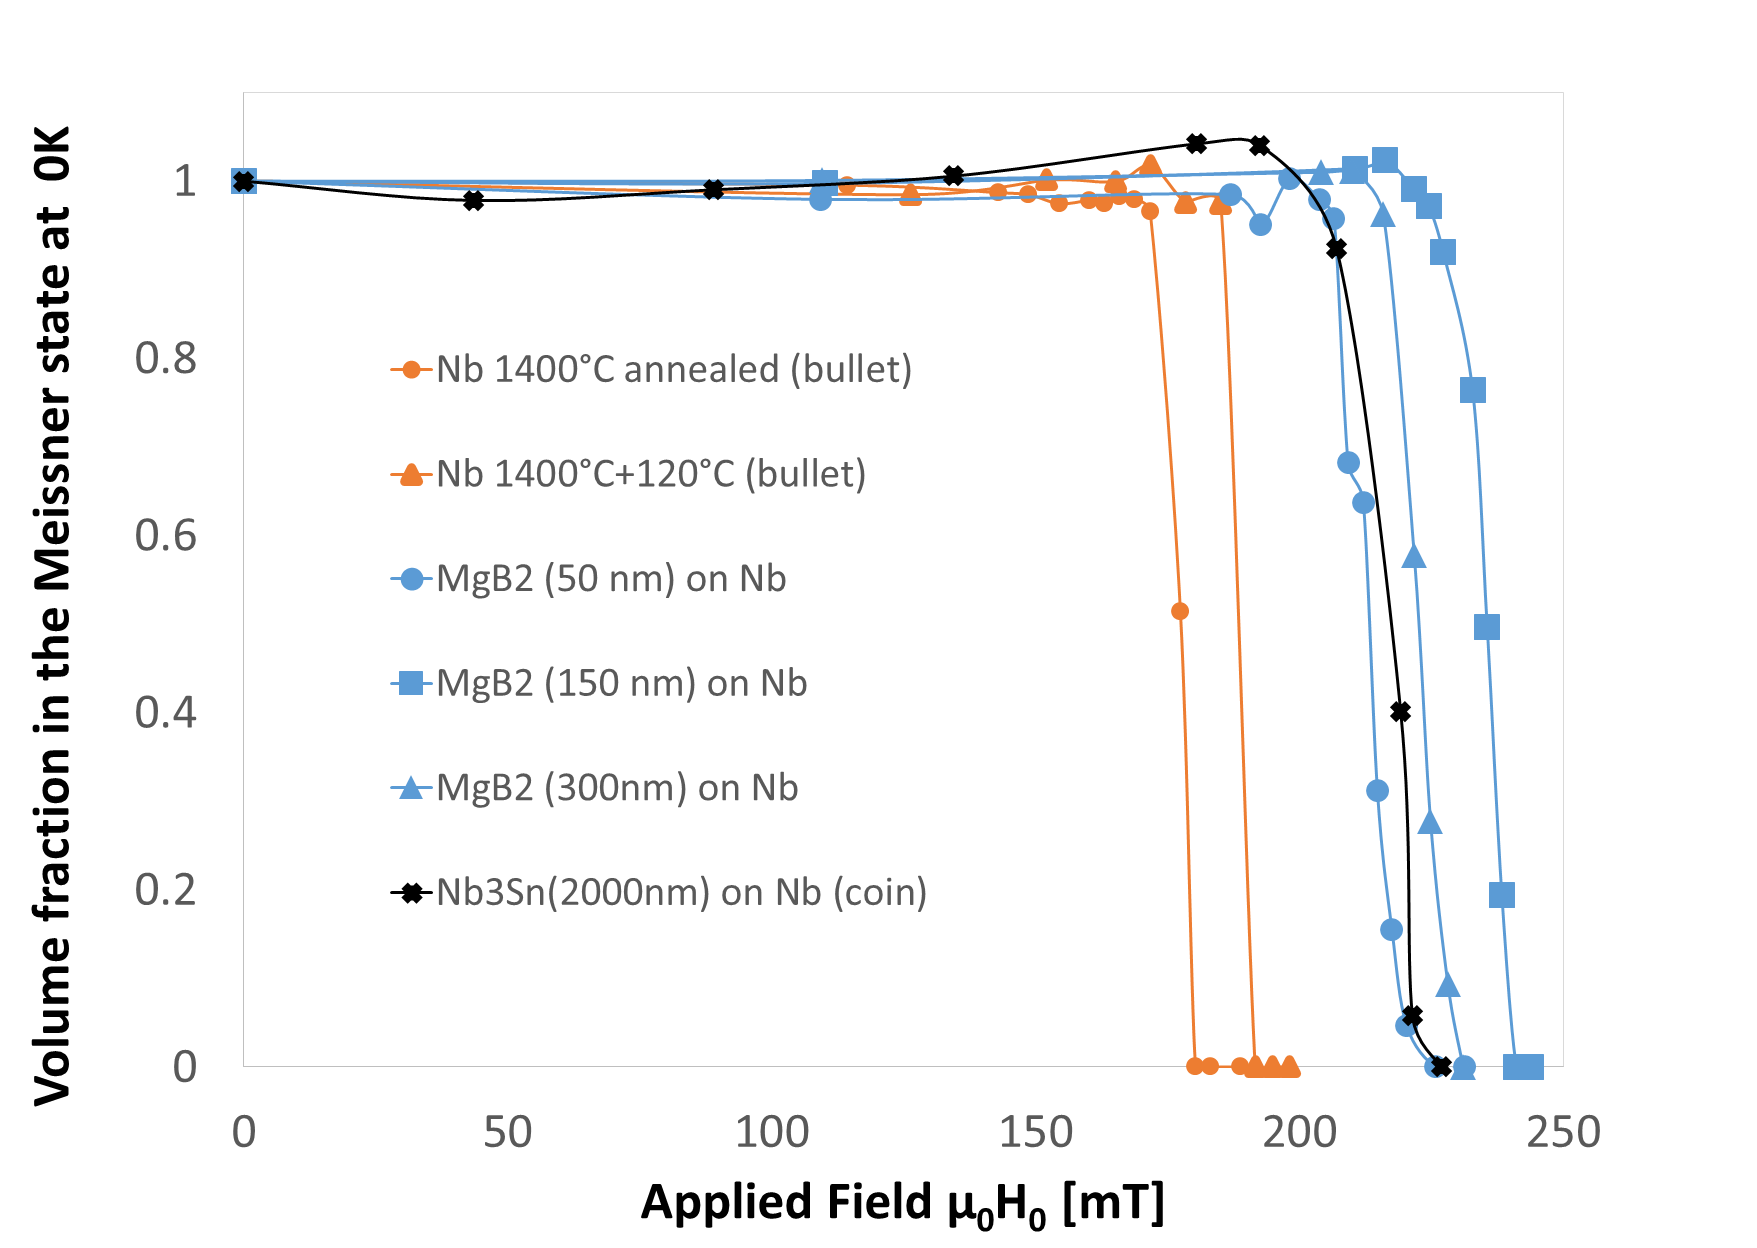 Volume fraction in the Meissner state at 0K
1
0.8
0.6
0.4
0.2
0
Nb 1400°C annealed (bullet)
Nb 1400°C+120°C (bullet)
MgB2 (50 nm) on Nb
MgB2 (150 nm) on Nb
MgB2 (300nm) on Nb
Nb3Sn(2000nm) on Nb (coin)
0 50 100 150 200 250
Applied Field μ₀H₀ [mT]